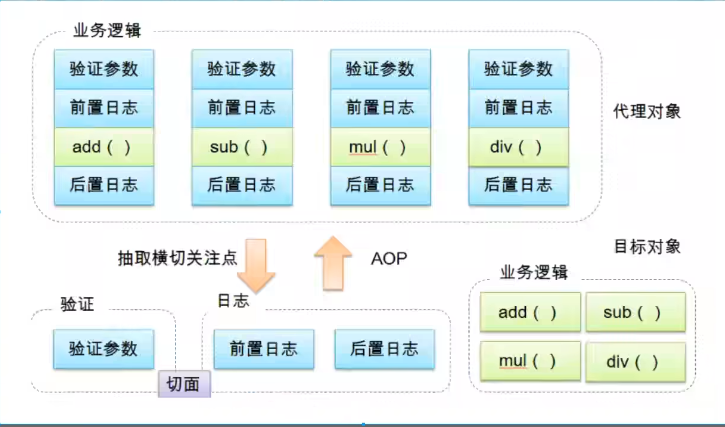 业务逻辑
验证参数 验证参数 验证参数 验证参数
前置日志 前置日志 前置日志 前置日志
代理对象
add（ ） sub（ ） mul（ ） div（ ）
后置日志 后置日志 后置日志 后置日志
抽取横切关注点
AOP
目标对象
业务逻辑
add（ ） sub（ ）
mul（ ） div（ ）
验证
日志
验证参数
前置日志 后置日志
切面